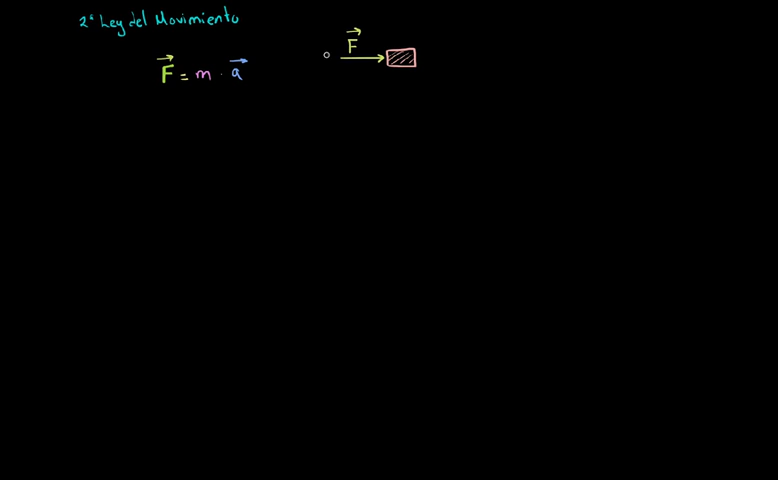 2ª Ley del Movimiento
F = m · a
F